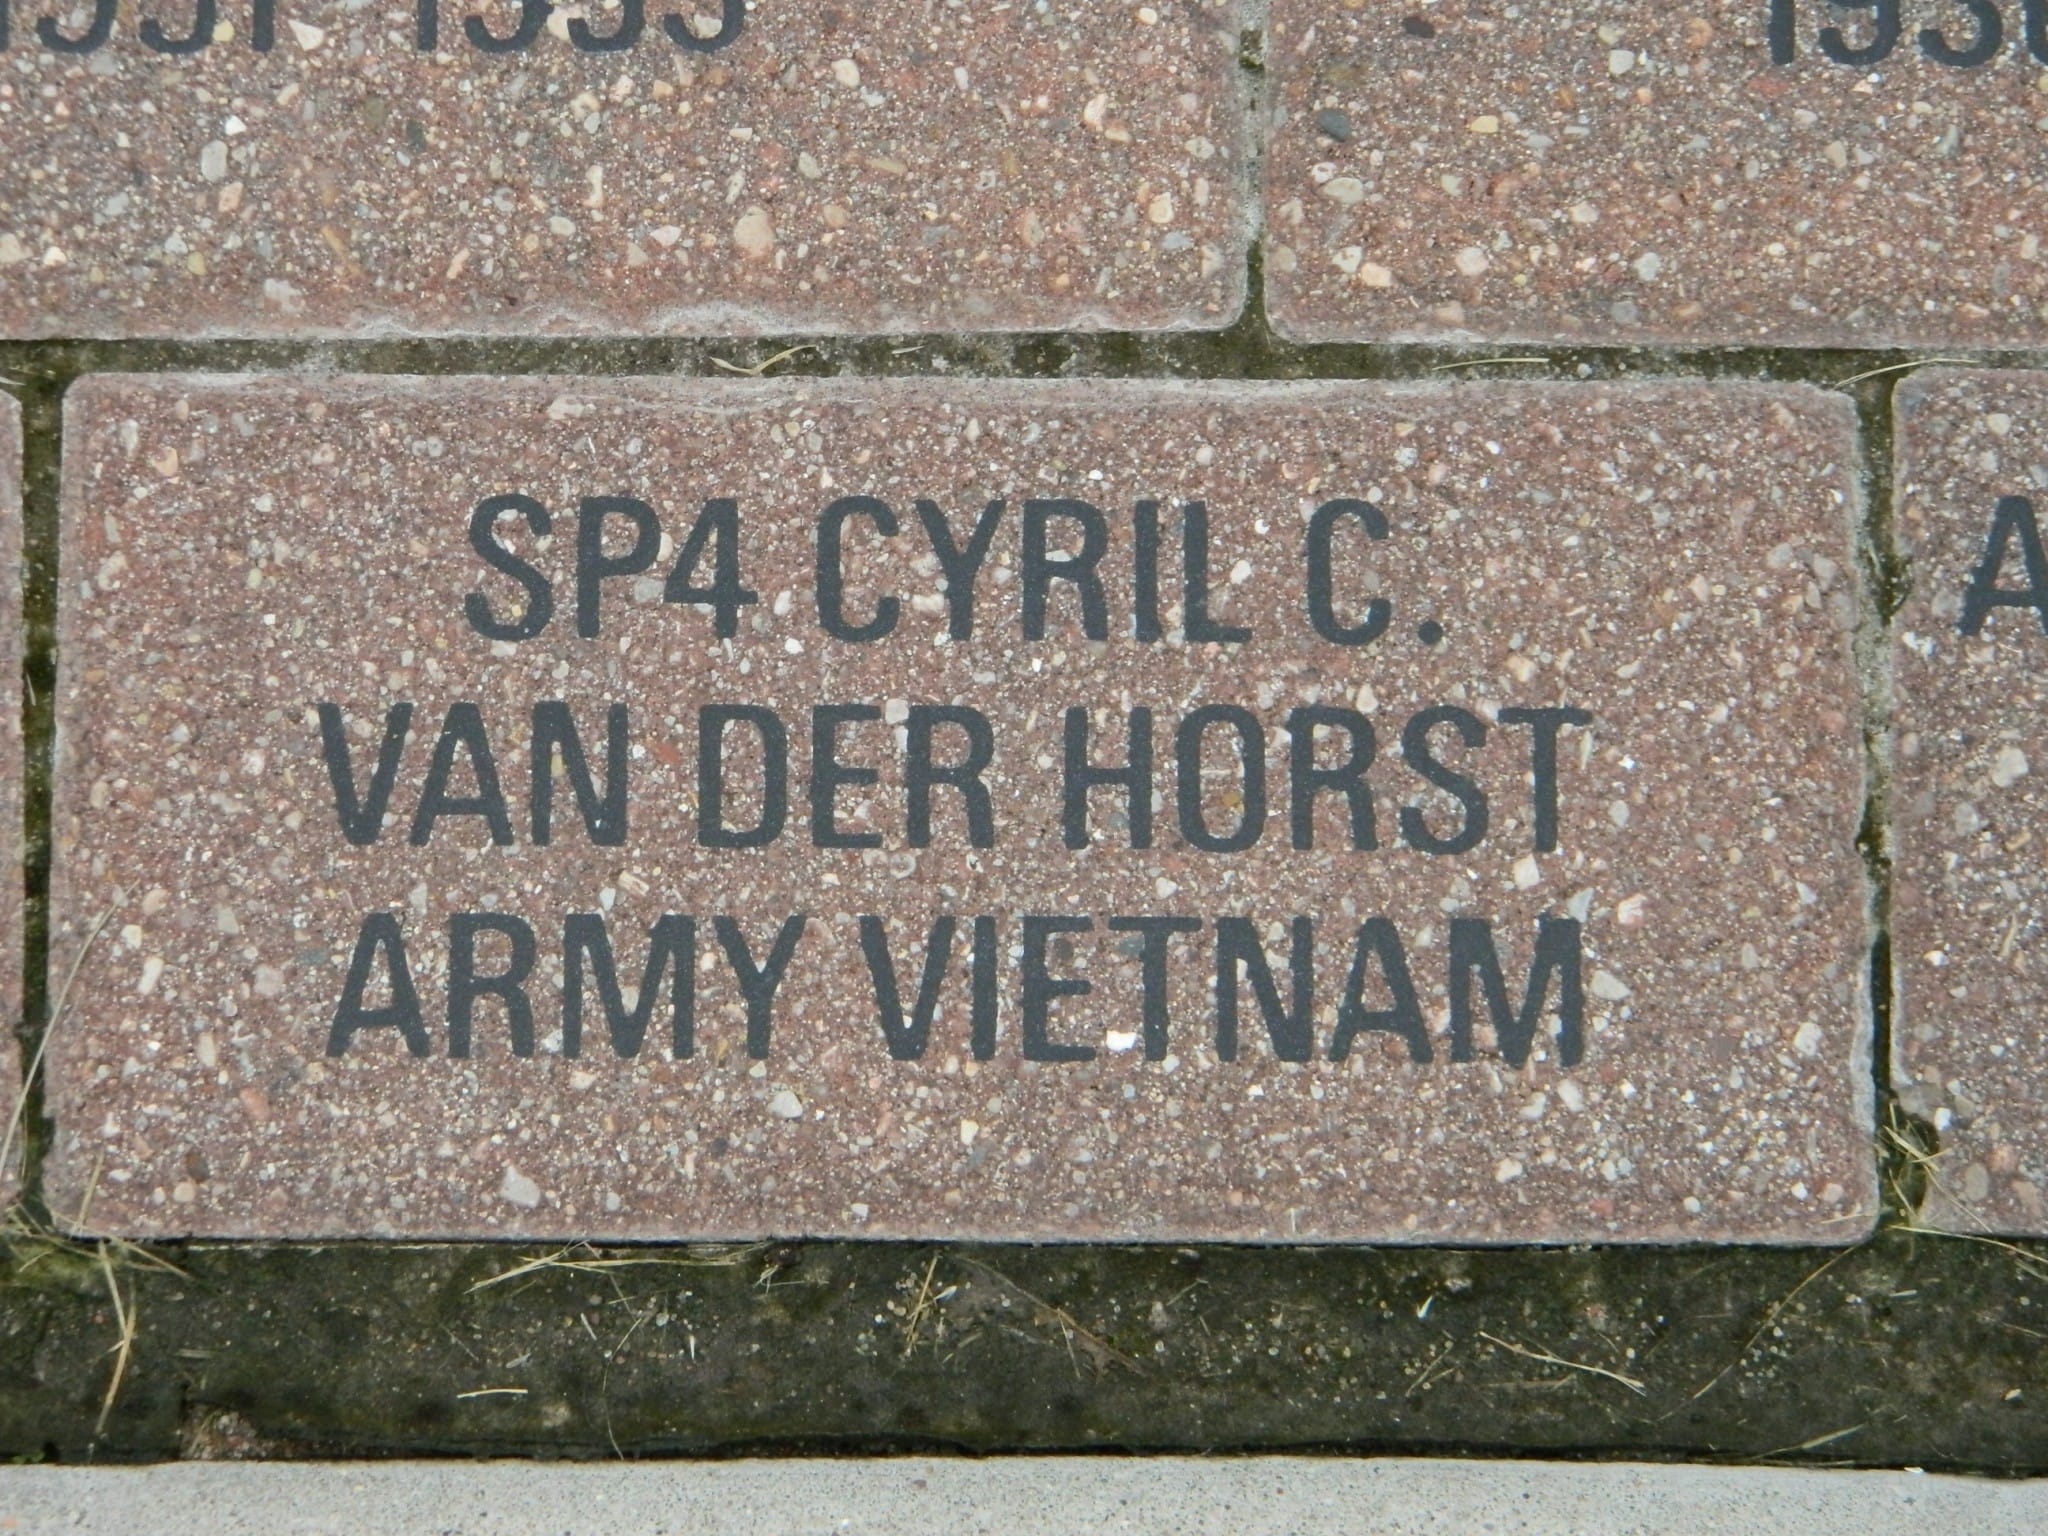 SP4 CYRIL C.
VAN DER HORST
ARMY VIETNAM